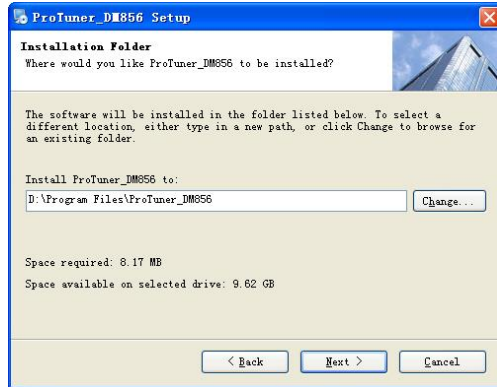 ProTuner_DM856 Setup
Installation Folder
Where would you like ProTuner_DM856 to be installed?
The software will be installed in the folder listed below. To select a
different location, either type in a new path, or click Change to browse for
an existing folder.
Install ProTuner_DM856 to:
D:\Program Files\ProTuner_DM856
Change...
Space required: 8.17 MB
Space available on selected drive: 9.62 GB
< Back
Next >
Cancel